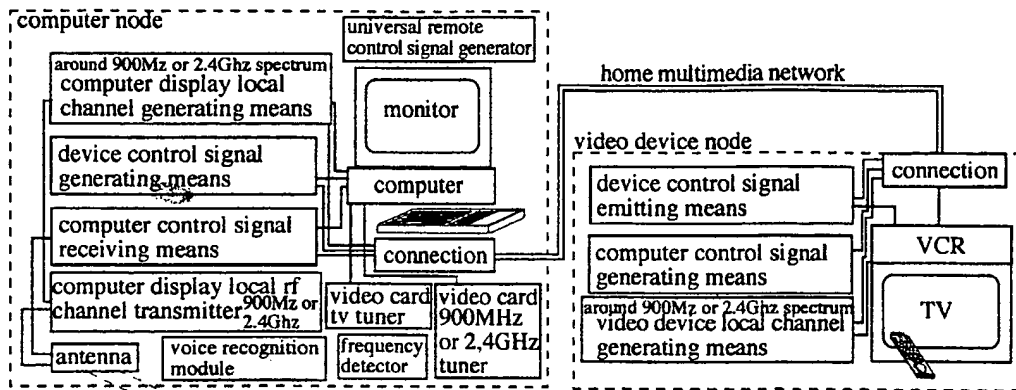 computer node
universal remote
control signal generator
around 900Mz or 2.4Ghz spectrum
computer display local
channel generating means
monitor
device control signal
generating means
computer
computer control signal
receiving means
connection
computer display local rf
channel transmitter 900Mz or
2.4Ghz
video card
tv tuner
video card
900MHz
or 2,4GHz
tuner
antenna
voice recognition
module
frequency
detector
home multimedia network
video device node
connection
device control signal
emitting means
VCR
computer control signal
generating means
around 900Mz or 2.4Ghz spectrum
video device local channel
generating means
TV